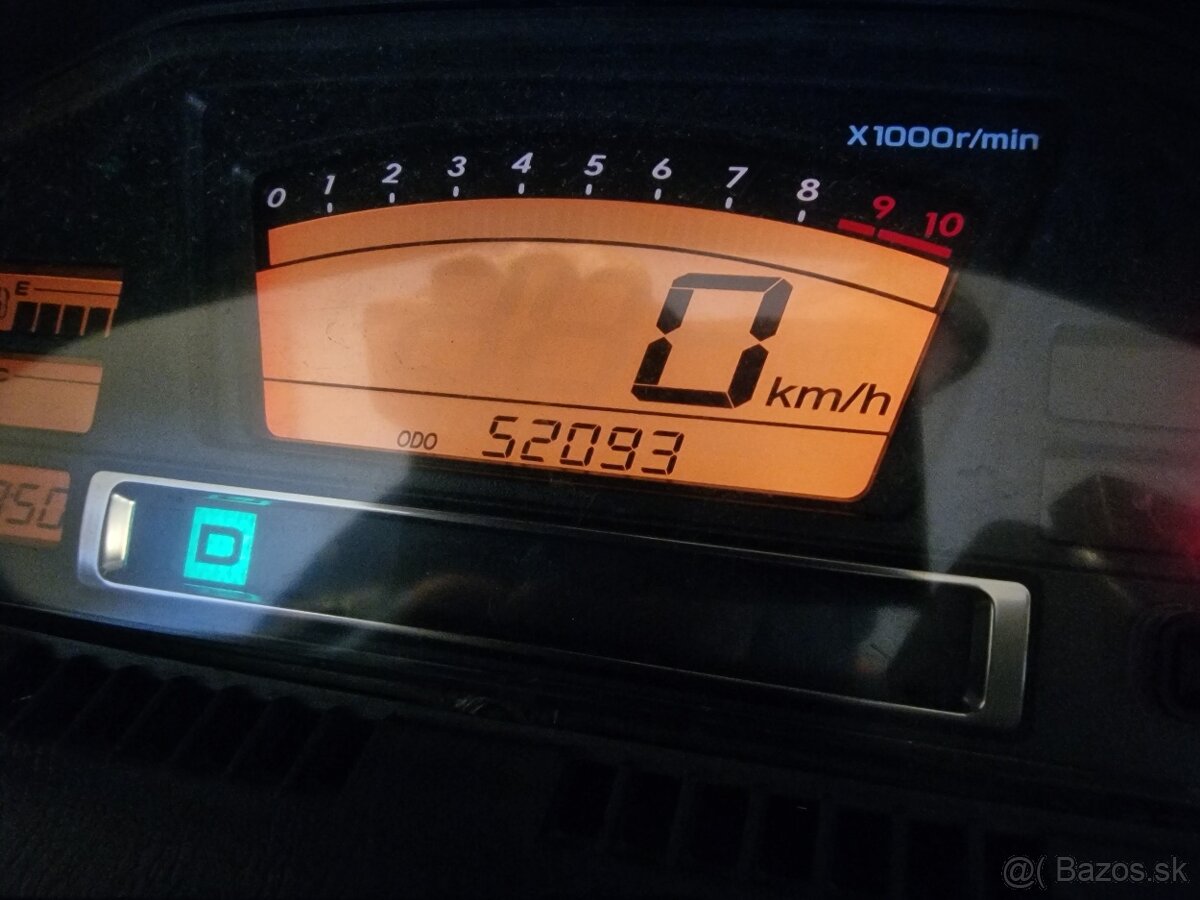 X1000r/min
0 1 2 3 4 5 6 7 8 9 10
E
0 km/h
C
ODO 52093
950
D
@( Bazos.sk